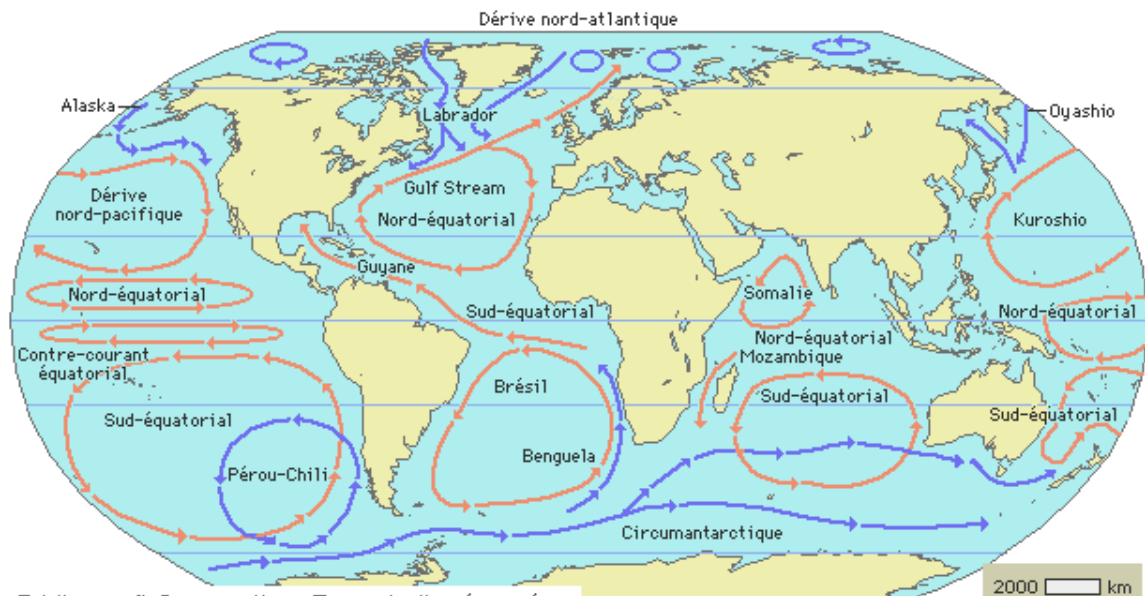 Dérive nord-atlantique
Alaska
Labrador
Oyashio
Dérive
nord-pacifique
Gulf Stream
Nord-équatorial
Kuroshio
Guyane
Nord-équatorial
Somalie
Sud-équatorial
Nord-équatorial
Contre-courant
équatorial
Nord-équatorial
Mozambique
Brésil
Sud-équatorial
Sud-équatorial
Sud-équatorial
Benguela
Pérou-Chili
Circumantarctique
2000 km